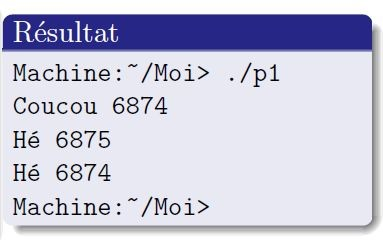 Résultat
Machine:~/Moi> ./p1
Coucou 6874
Hé 6875
Hé 6874
Machine:~/Moi>